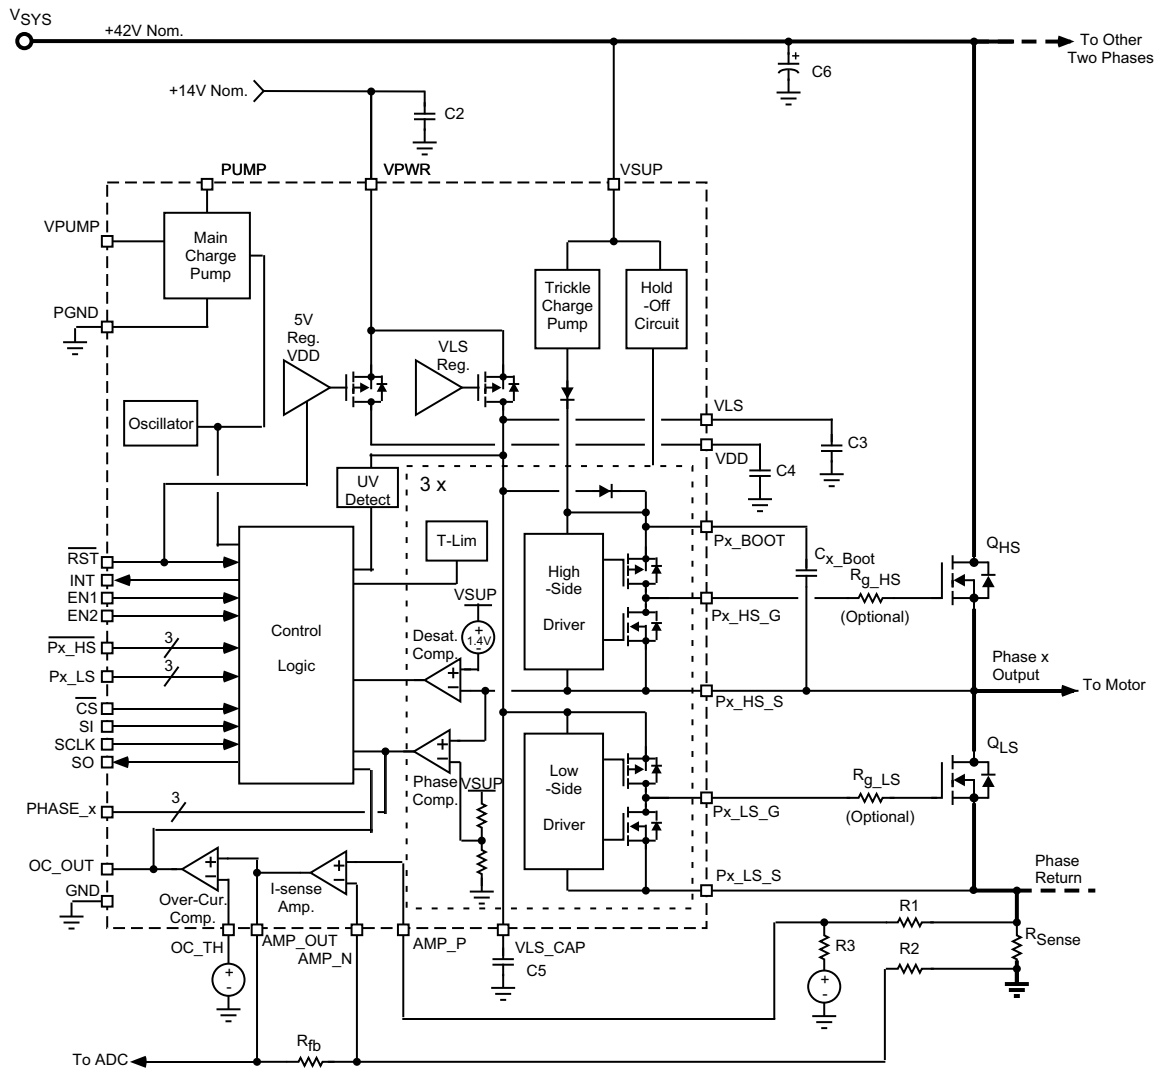 VSYS
+42V Nom.
To Other
Two Phases
C6
+14V Nom.
C2
PUMP
VPWR
VSUP
VPUMP
Main
Charge
Pump
Trickle
Charge
Pump
Hold
-Off
Circuit
PGND
5V
Reg.
VDD
VLS
Reg.
VLS
Oscillator
C3
VDD
C4
UV
Detect
3 x
T-Lim
Px_BOOT
Cx_Boot
QHS
RST
INT
EN1
EN2
High
-Side
Driver
Rg_HS
(Optional)
Px_HS_G
VSUP
+
1.4V
-
Control
Logic
Desat.
Comp.
+
–
Px_HS
3
Px_LS
3
Phase x
Output
To Motor
Px_HS_S
CS
SI
SCLK
SO
+
–
Phase
Comp.
VSUP
Low
-Side
Driver
QLS
Rg_LS
(Optional)
Px_LS_G
PHASE_x
3
OC_OUT
+
–
Over-Cur.
Comp.
+
–
I-sense
Amp.
Px_LS_S
Phase
Return
GND
R1
OC_TH
AMP_OUT
AMP_N
AMP_P
VLS_CAP
R3
R2
RSense
C5
+
-
+
-
Rfb
To ADC